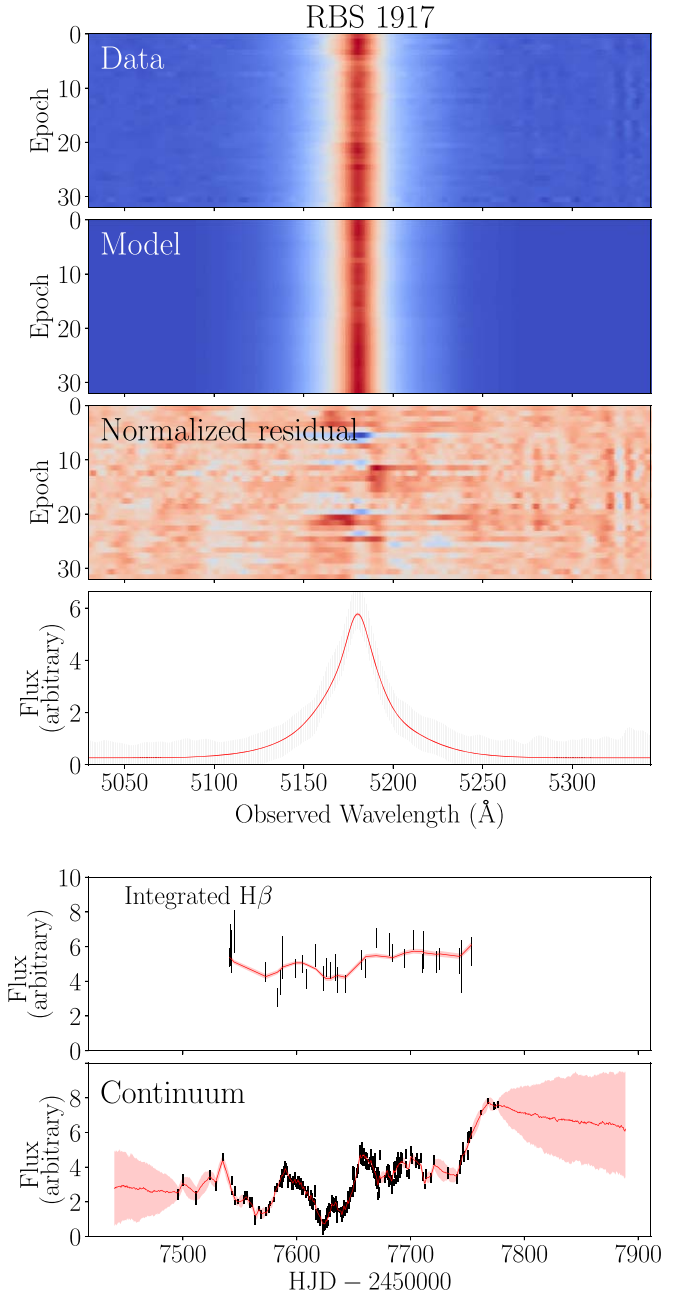 RBS 1917
Data
Epoch
0
10
20
30
Model
Epoch
0
10
20
30
Normalized residual
Epoch
0
10
20
30
Flux
(arbitrary)
6
4
2
0
5050 5100 5150 5200 5250 5300
Observed Wavelength (Å)
Integrated Hβ
Flux
(arbitrary)
10
8
6
4
2
0
Continuum
Flux
(arbitrary)
8
6
4
2
0
7500 7600 7700 7800 7900
HJD − 2450000